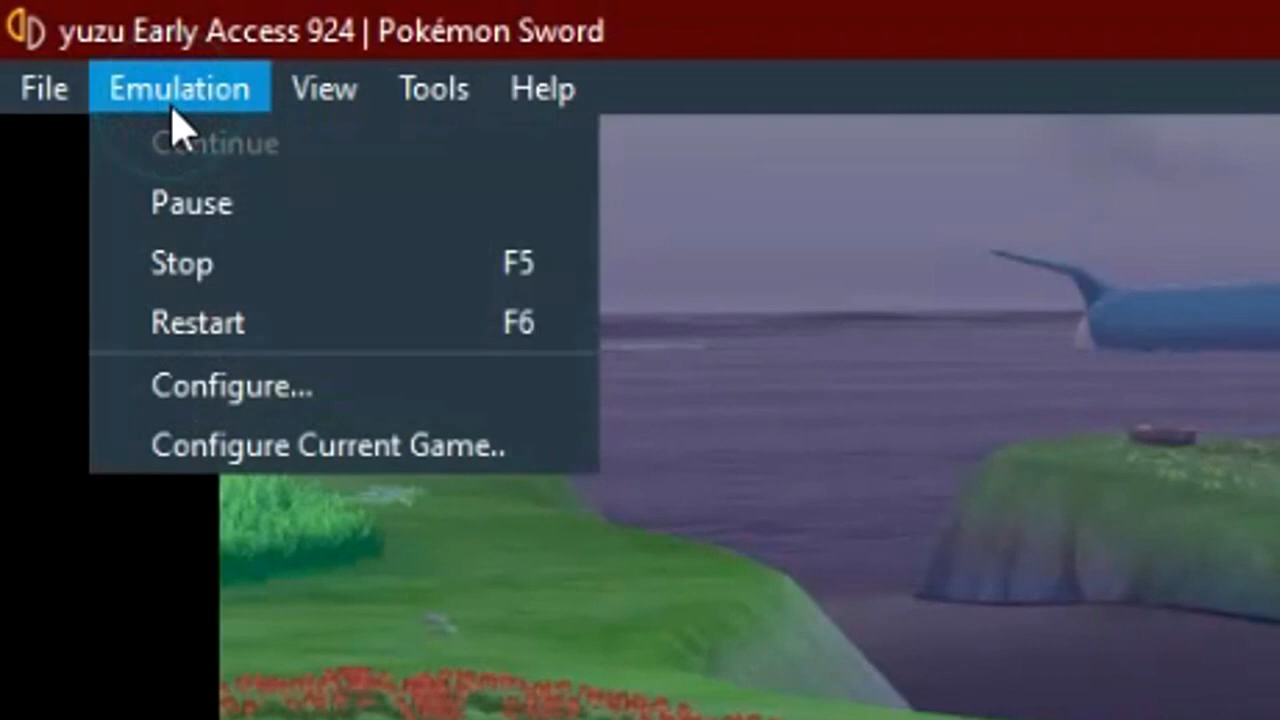 yuzu Early Access 924 | Pokémon Sword
File Emulation View Tools Help
Continue
Pause
Stop F5
Restart F6
Configure...
Configure Current Game..